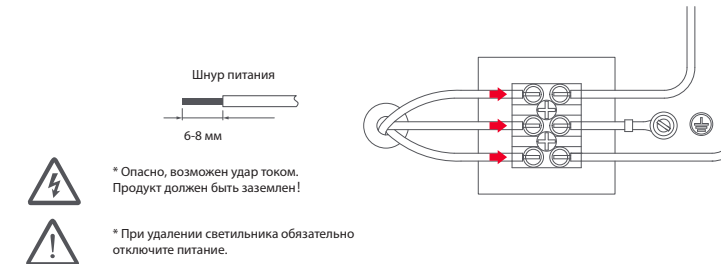 Шнур питания
6-8 мм
* Опасно, возможен удар током.
Продукт должен быть заземлен!
* При удалении светильника обязательно
отключите питание.